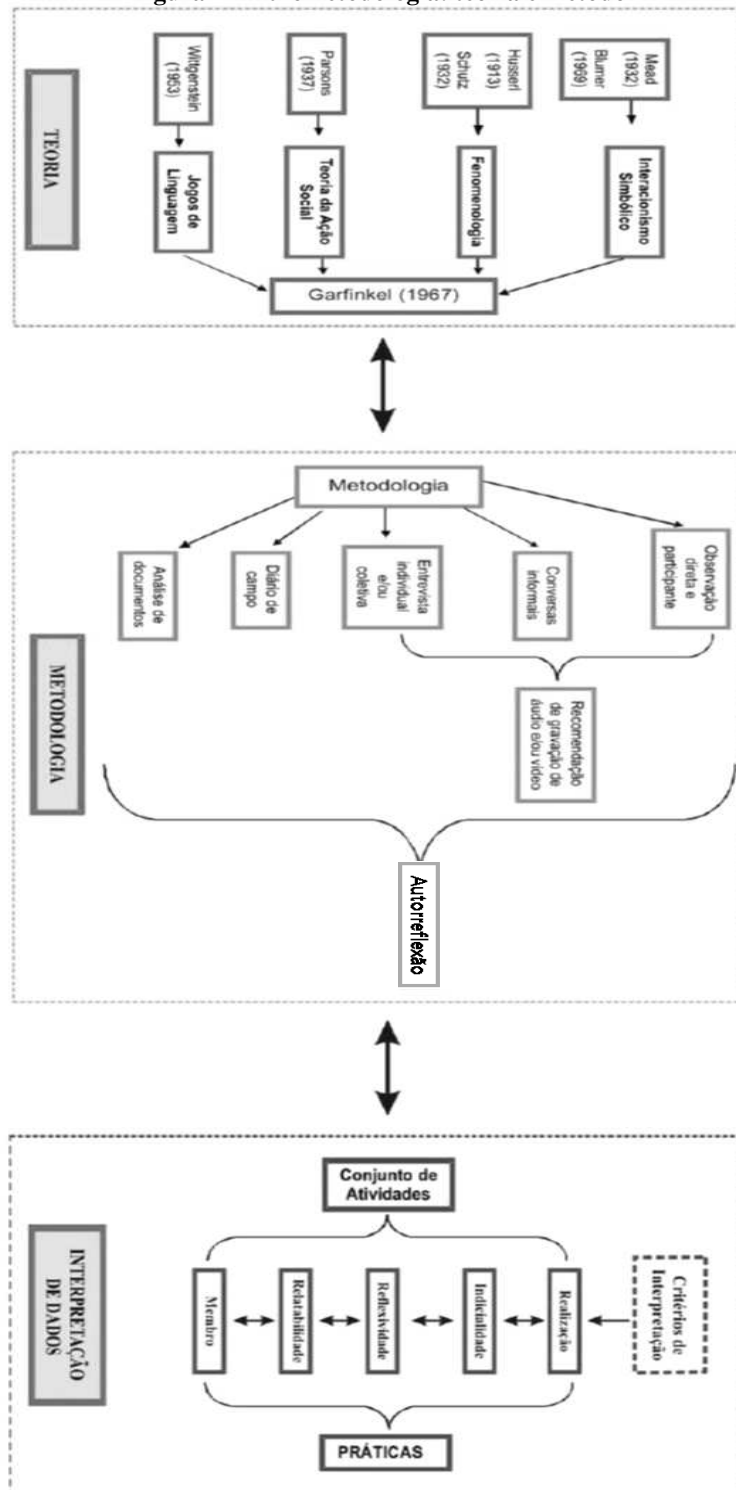 TEORIA
Wittgenstein
(1953)
Parsons
(1937)
Husserl
(1913)
Schutz
(1932)
Mead
(1932)
Blumer
(1969)
Jogos de
Linguagem
Teoria da Ação
Social
Fenomenologia
Interacionismo
Simbólico
Garfinkel (1967)
METODOLOGIA
Metodologia
Análise de
documentos
Diário de
campo
Entrevista
individual
e/ou
coletiva
Conversas
informais
Observação
direta e
participante
Recomendação
de gravação de
áudio e/ou vídeo
Autorreflexão
INTERPRETAÇÃO
DE DADOS
Conjunto de
Atividades
Membro
Relatabilidade
Reflexividade
Indicialidade
Realização
Critérios de
Interpretação
PRÁTICAS